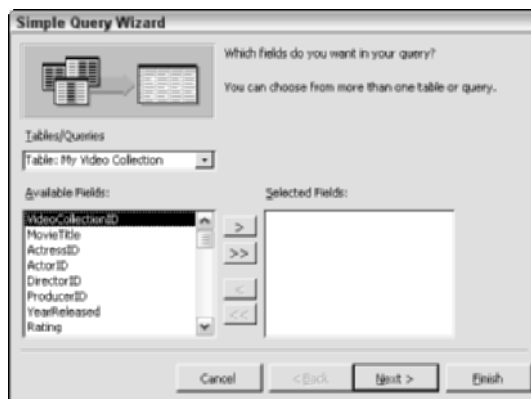 Simple Query Wizard
Which fields do you want in your query?
You can choose from more than one table or query.
Tables/Queries
Table: My Video Collection
Available Fields:
Selected Fields:
VideoCollectionID
MovieTitle
ActressID
ActorID
DirectorID
ProducerID
YearReleased
Rating
>
>>
<
<<
Cancel
< Back
Next >
Finish